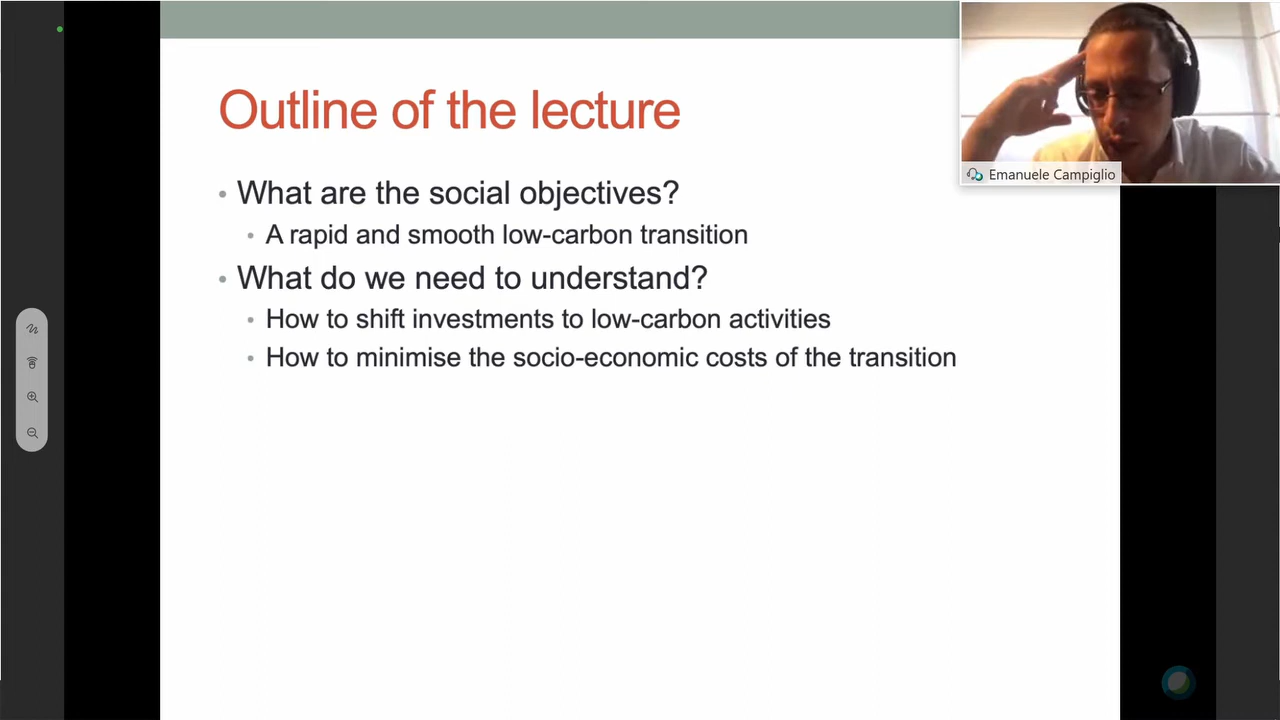 Outline of the lecture
• What are the social objectives?
• A rapid and smooth low-carbon transition
• What do we need to understand?
• How to shift investments to low-carbon activities
• How to minimise the socio-economic costs of the transition
Emanuele Campiglio